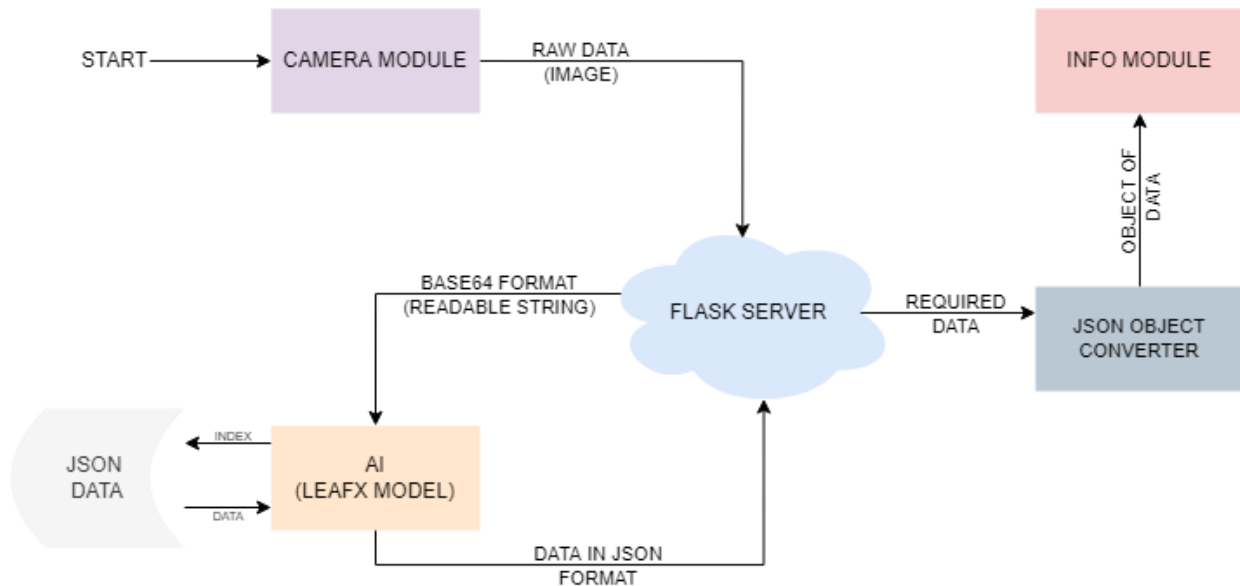 START
CAMERA MODULE
RAW DATA
(IMAGE)
INFO MODULE
OBJECT OF
DATA
BASE64 FORMAT
(READABLE STRING)
FLASK SERVER
REQUIRED
DATA
JSON OBJECT
CONVERTER
JSON
DATA
INDEX
DATA
AI
(LEAFX MODEL)
DATA IN JSON
FORMAT